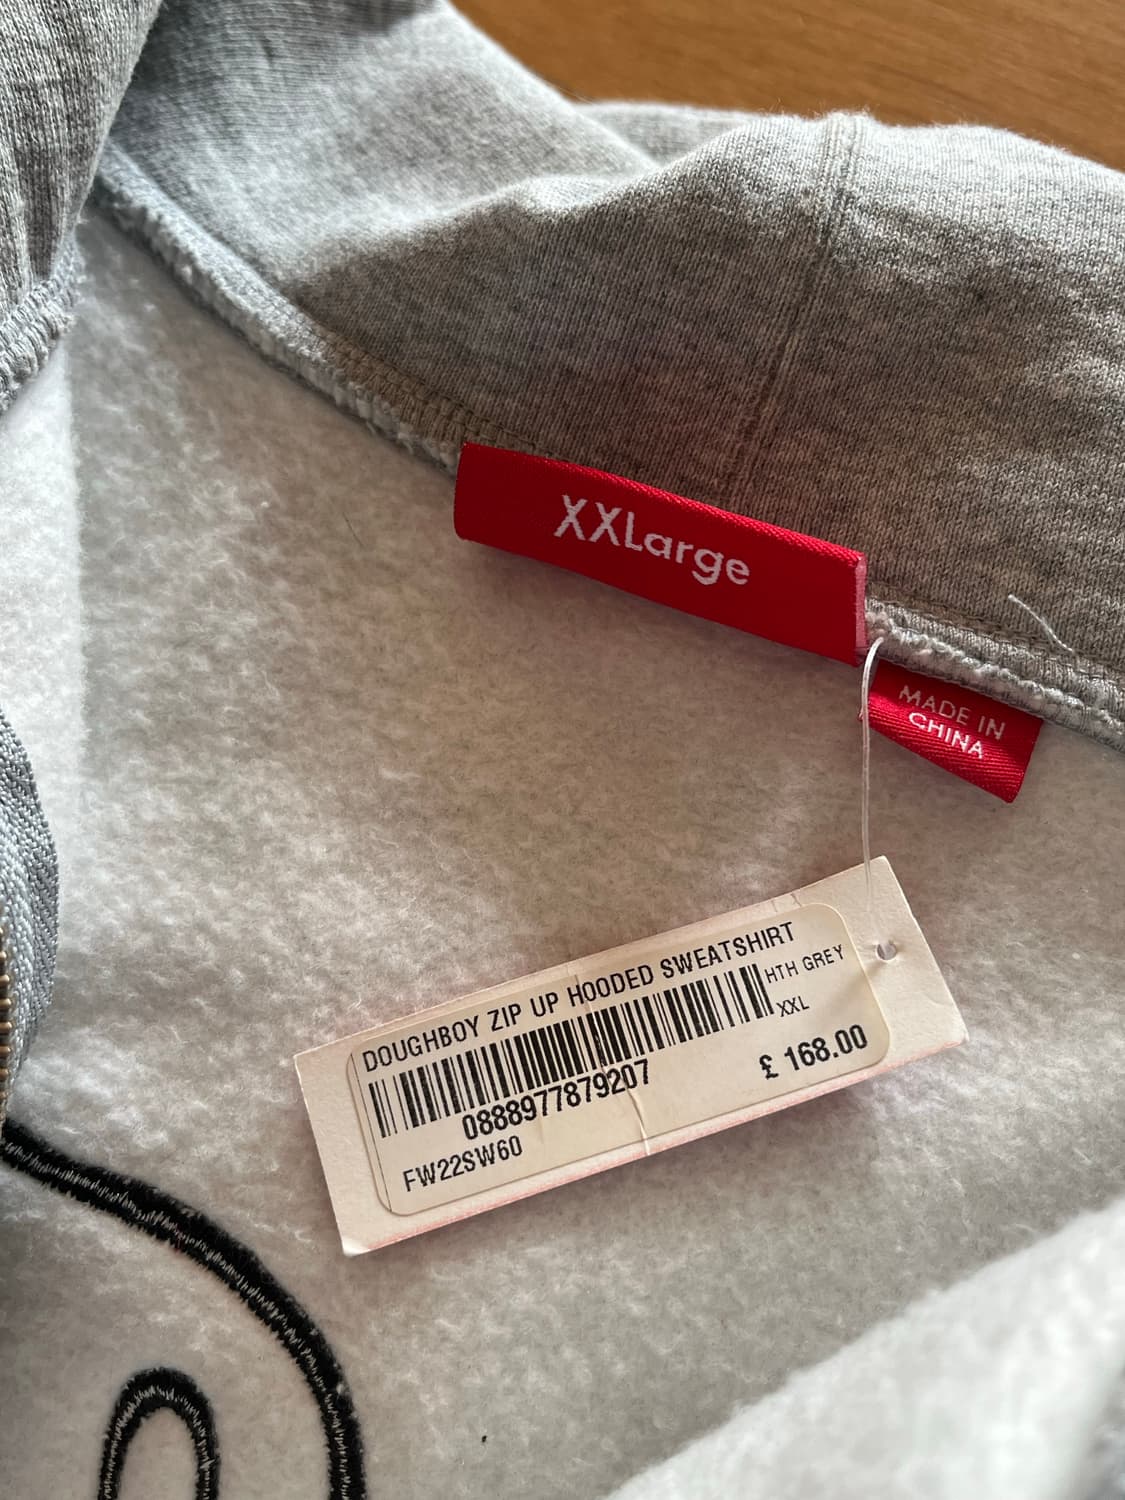 XXLarge
MADE IN
CHINA
DOUGHBOY ZIP UP HOODED SWEATSHIRT
HTH GREY
XXL
0888977879207
£ 168.00
FW22SW60